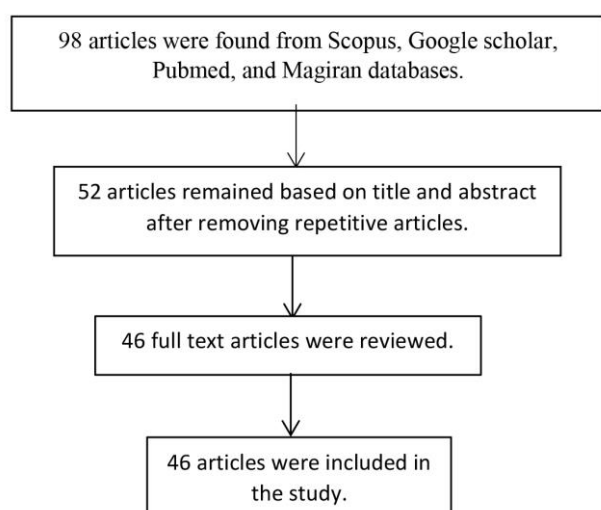 98 articles were found from Scopus, Google scholar,
Pubmed, and Magiran databases.
52 articles remained based on title and abstract
after removing repetitive articles.
46 full text articles were reviewed.
46 articles were included in
the study.